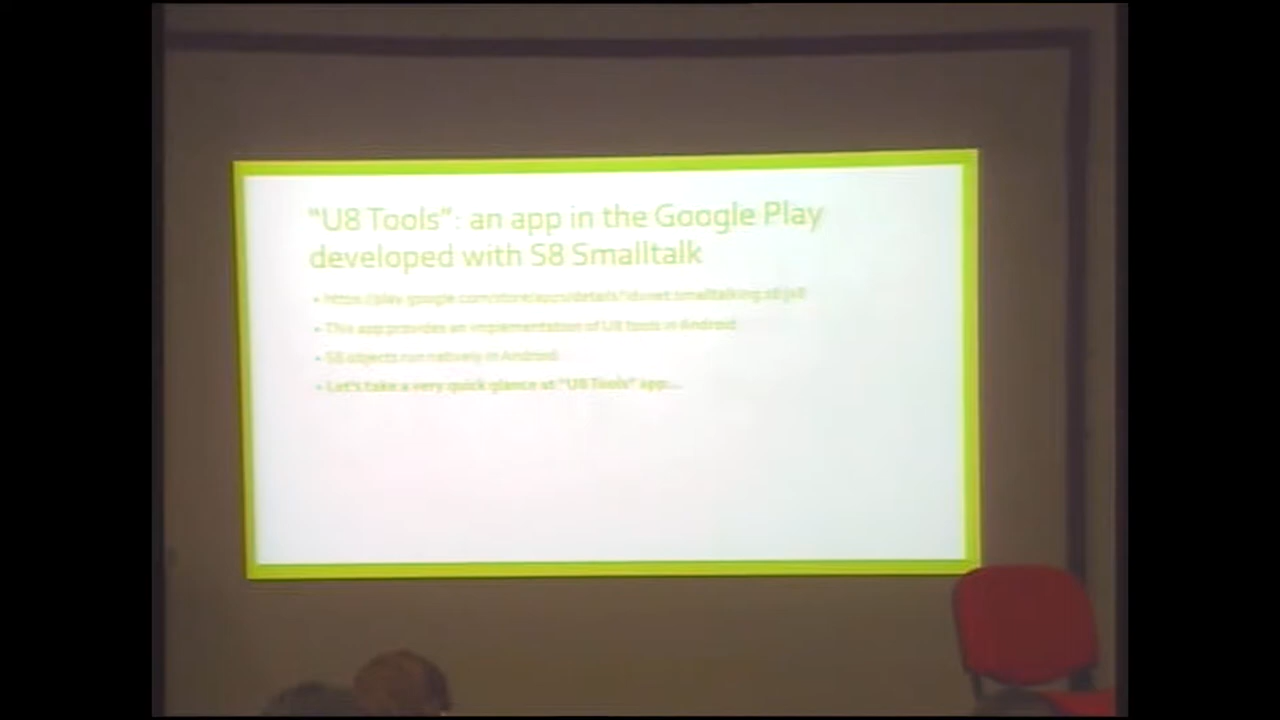 "U8 Tools": an app in the Google Play
developed with S8 Smalltalk
• https://play.google.com/store/apps/details?id=net.smalltalking.s8.js8
• This app provides an implementation of U8 tools in Android
• S8 objects run natively in Android
• Let's take a very quick glance at "U8 Tools" app...